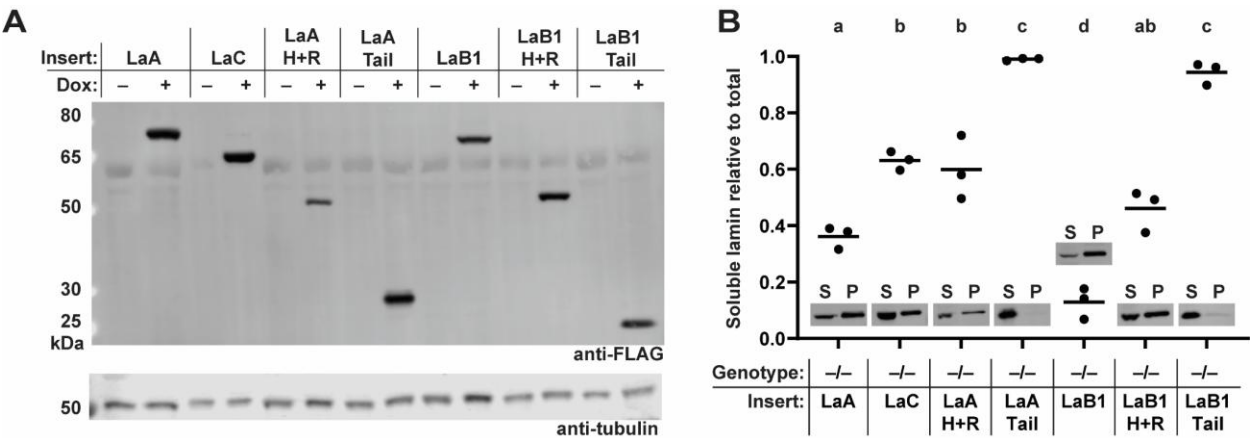 A
Insert: LaA LaC LaA H+R LaA Tail LaB1 LaB1 H+R LaB1 Tail
Dox: – + – + – + – + – + – + – +
80
65
50
30
25
kDa
anti-FLAG
50
anti-tubulin
B
a b b c d ab c
Soluble lamin relative to total
1.0
0.8
0.6
0.4
0.2
0.0
S P
S P S P S P S P S P S P
Genotype: –/– –/– –/– –/– –/– –/– –/–
Insert: LaA LaC LaA H+R LaA Tail LaB1 LaB1 H+R LaB1 Tail